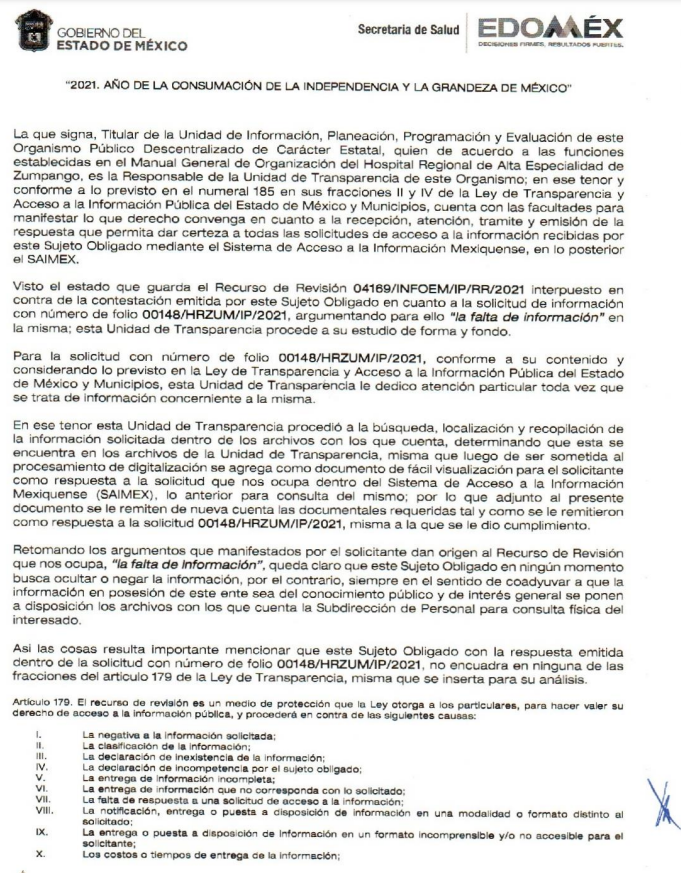 GOBIERNO DEL
ESTADO DE MÉXICO
Secretaria de Salud
EDOMÉX
DECISIONES FIRMES, RESULTADOS FUERTES.
"2021. AÑO DE LA CONSUMACIÓN DE LA INDEPENDENCIA Y LA GRANDEZA DE MÉXICO"
La que signa, Titular de la Unidad de Información, Planeación, Programación y Evaluación de este
Organismo Público Descentralizado de Carácter Estatal, quien de acuerdo a las funciones
establecidas en el Manual General de Organización del Hospital Regional de Alta Especialidad de
Zumpango, es la Responsable de la Unidad de Transparencia de este Organismo; en ese tenor y
conforme a lo previsto en el numeral 185 en sus fracciones II y IV de la Ley de Transparencia y
Acceso a la Información Pública del Estado de México y Municipios, cuenta con las facultades para
manifestar lo que derecho convenga en cuanto a la recepción, atención, tramite y emisión de la
respuesta que permita dar certeza a todas las solicitudes de acceso a la información recibidas por
este Sujeto Obligado mediante el Sistema de Acceso a la Información Mexiquense, en lo posterior
el SAIMEX.
Visto el estado que guarda el Recurso de Revisión 04169/INFOEM/IP/RR/2021 interpuesto en
contra de la contestación emitida por este Sujeto Obligado en cuanto a la solicitud de información
con número de folio 00148/HRZUM/IP/2021, argumentando para ello "la falta de información" en
la misma; esta Unidad de Transparencia procede a su estudio de forma y fondo.
Para la solicitud con número de folio 00148/HRZUM/IP/2021, conforme a su contenido y
considerando lo previsto en la Ley de Transparencia y Acceso a la Información Pública del Estado
de México y Municipios, esta Unidad de Transparencia le dedico atención particular toda vez que
se trata de información concerniente a la misma.
En ese tenor esta Unidad de Transparencia procedió a la búsqueda, localización y recopilación de
la información solicitada dentro de los archivos con los que cuenta, determinando que esta se
encuentra en los archivos de la Unidad de Transparencia, misma que luego de ser sometida al
procesamiento de digitalización se agrega como documento de fácil visualización para el solicitante
como respuesta a la solicitud que nos ocupa dentro del Sistema de Acceso a la Información
Mexiquense (SAIMEX), lo anterior para consulta del mismo; por lo que adjunto al presente
documento se le remiten de nueva cuenta las documentales requeridas tal y como se le remitieron
como respuesta a la solicitud 00148/HRZUM/IP/2021, misma a la que se le dio cumplimiento.
Retomando los argumentos que manifestados por el solicitante dan origen al Recurso de Revisión
que nos ocupa, "la falta de Información", queda claro que este Sujeto Obligado en ningún momento
busca ocultar o negar la información, por el contrario, siempre en el sentido de coadyuvar a que la
información en posesión de este ente sea del conocimiento público y de interés general se ponen
a disposición los archivos con los que cuenta la Subdirección de Personal para consulta física del
interesado.
Asi las cosas resulta importante mencionar que este Sujeto Obligado con la respuesta emitida
dentro de la solicitud con número de folio 00148/HRZUM/IP/2021, no encuadra en ninguna de las
fracciones del articulo 179 de la Ley de Transparencia, misma que se inserta para su análisis.
Artículo 179. El recurso de revisión es un medio de protección que la Ley otorga a los particulares, para hacer valer su
derecho de acceso a la información pública, y procederá en contra de las siguientes causas:
I. La negativa a la información solicitada;
II. La clasificación de la información;
III. La declaración de inexistencia de la información;
IV. La declaración de incompetencia por el sujeto obligado;
V. La entrega de información incompleta;
VI. La entrega de información que no corresponda con lo solicitado;
VII. La falta de respuesta a una solicitud de acceso a la información;
VIII. La notificación, entrega o puesta a disposición de información en una modalidad o formato distinto al
solicitado;
IX. La entrega o puesta a disposición de información en un formato incomprensible y/o no accesible para el
solicitante;
X. Los costos o tiempos de entrega de la información;